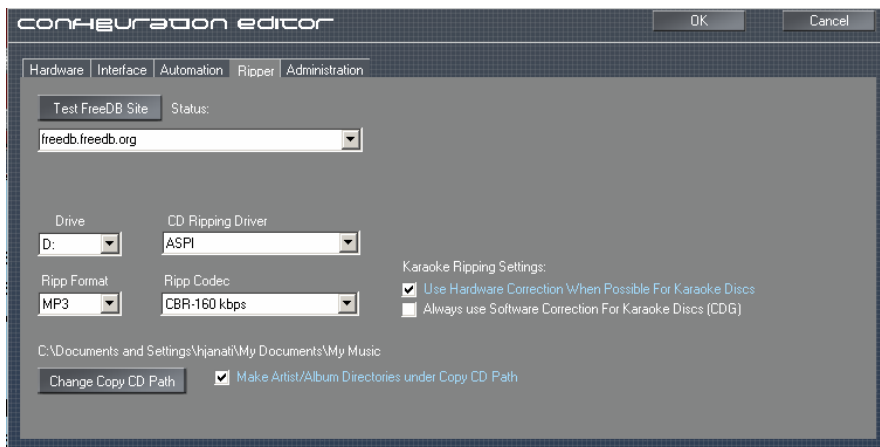 configuration editor
OK
Cancel
Hardware Interface Automation Ripper Administration
Test FreeDB Site Status:
freedb.freedb.org
Drive CD Ripping Driver
D: ASPI
Ripp Format Ripp Codec
MP3 CBR-160 kbps
Karaoke Ripping Settings:
Use Hardware Correction When Possible For Karaoke Discs
Always use Software Correction For Karaoke Discs (CDG)
C:\Documents and Settings\hjanati\My Documents\My Music
Change Copy CD Path Make Artist/Album Directories under Copy CD Path